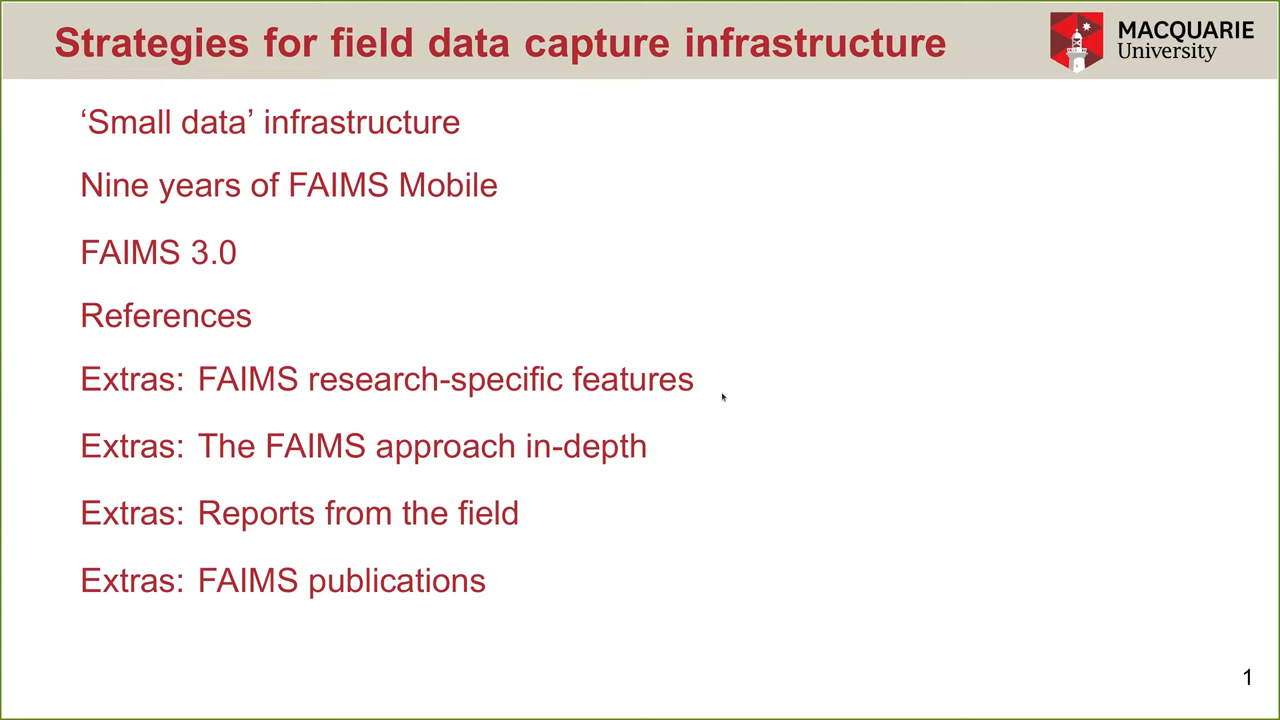 Strategies for field data capture infrastructure
MACQUARIE
University
‘Small data’ infrastructure
Nine years of FAIMS Mobile
FAIMS 3.0
References
Extras: FAIMS research-specific features
Extras: The FAIMS approach in-depth
Extras: Reports from the field
Extras: FAIMS publications
1